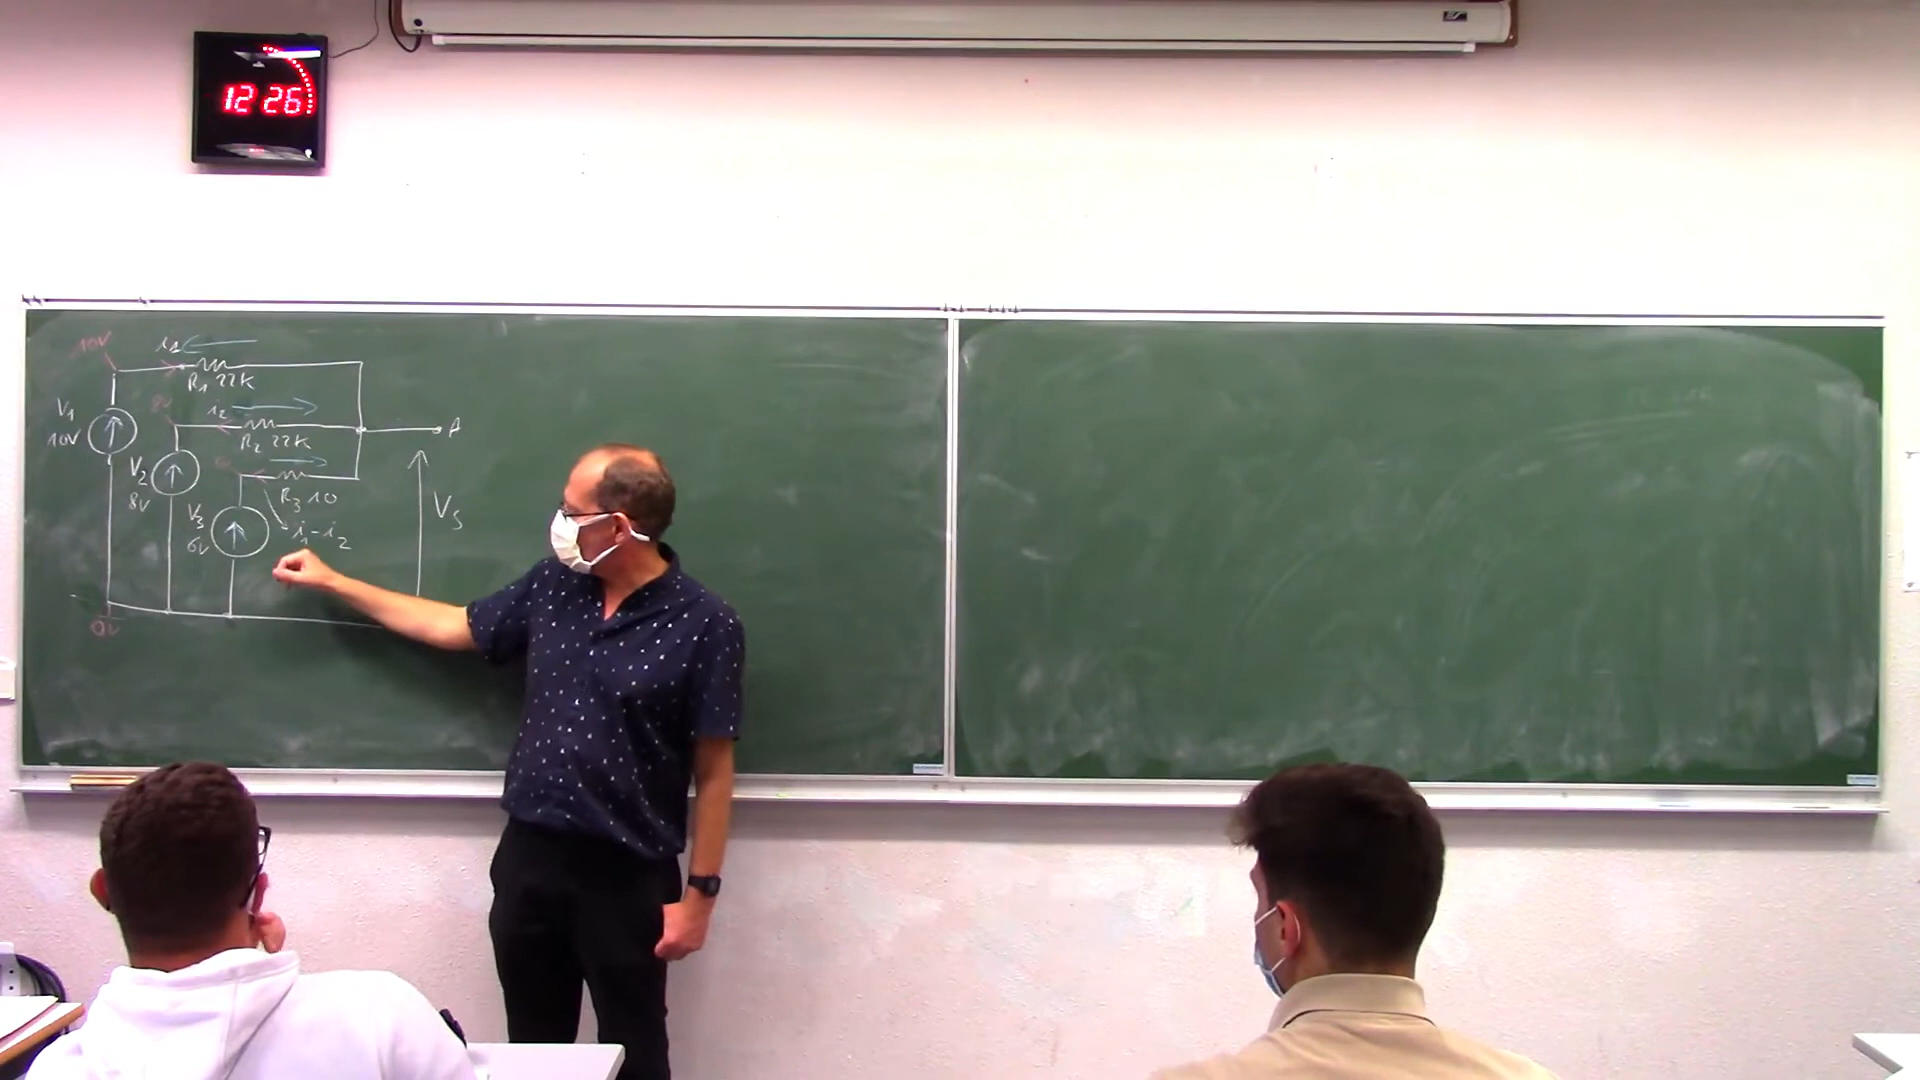 12 26
10V
i1
R1 22K
V1
10V
8V
i2
R2 22K
A
V2
8V
R3 10
V3
6V
i1-i2
VS
0V